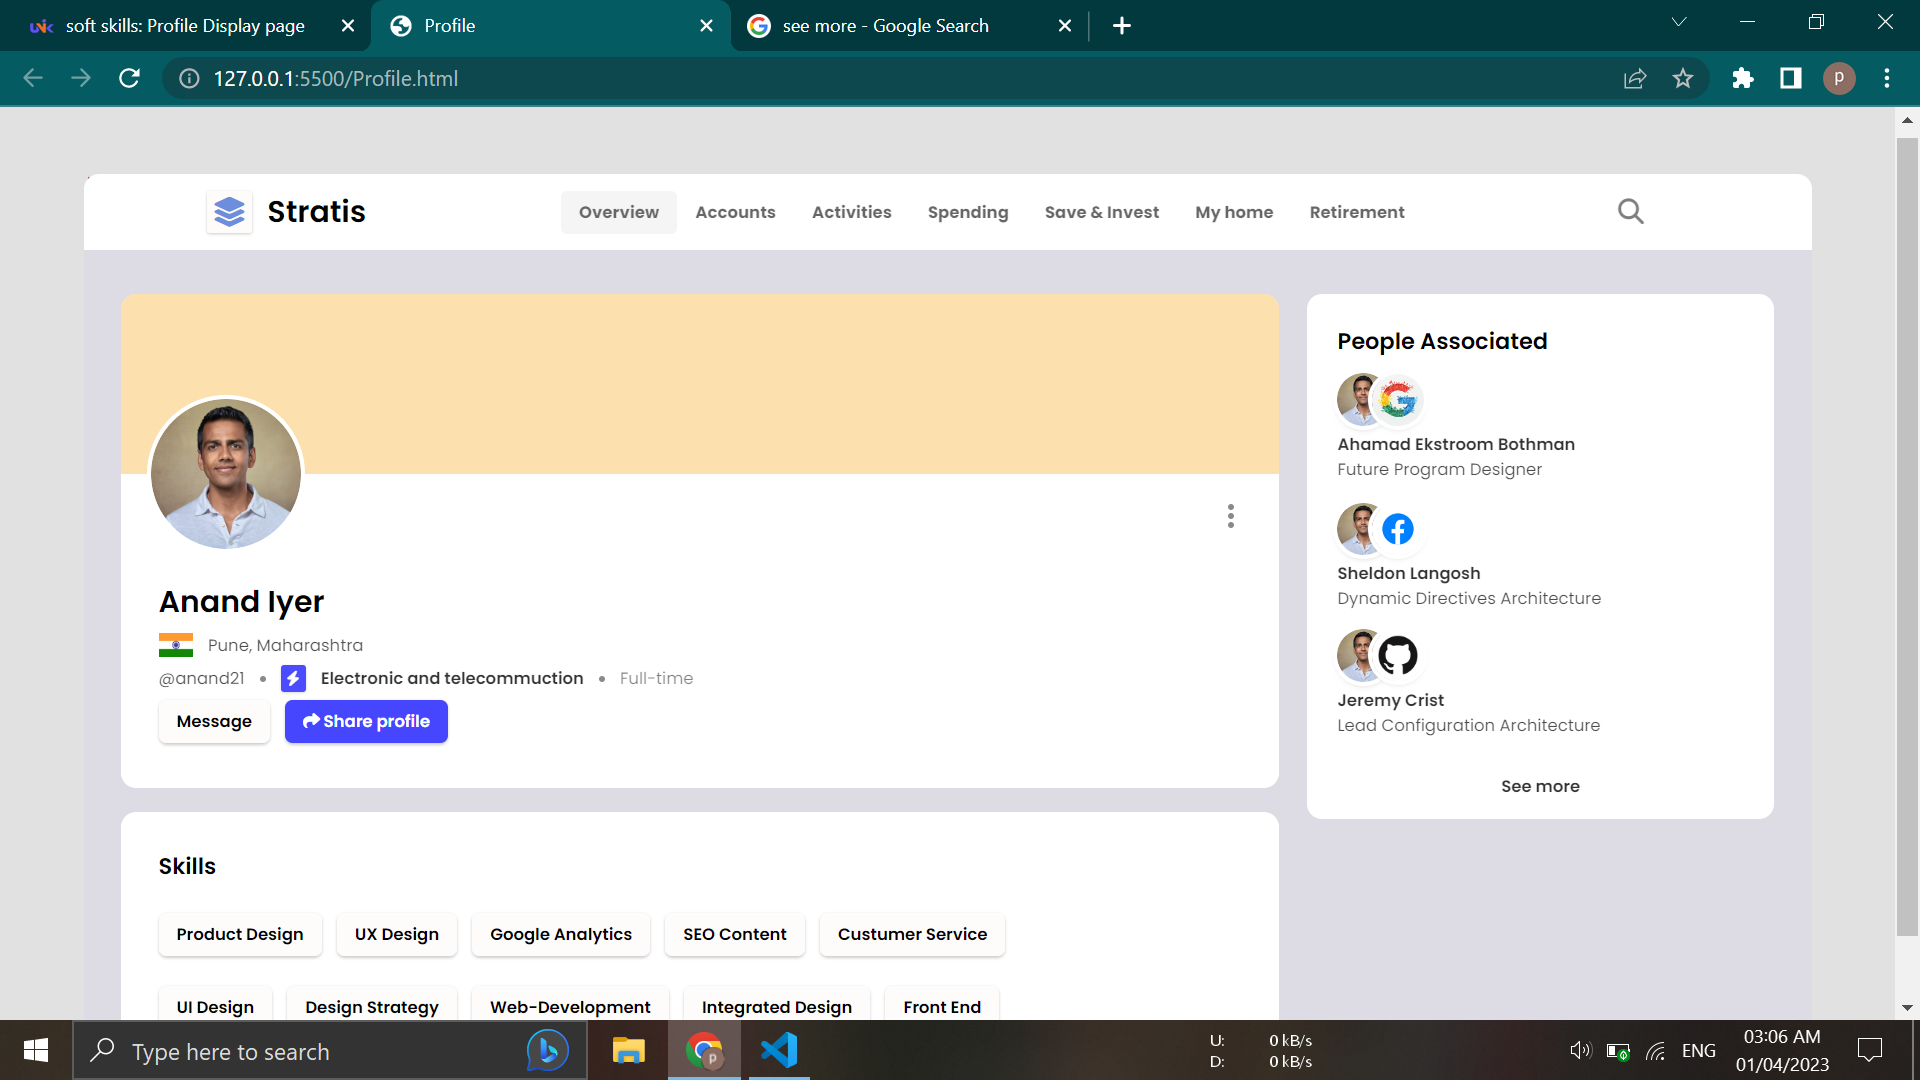 soft skills: Profile Display page
Profile
see more - Google Search
127.0.0.1:5500/Profile.html
p
Stratis
Overview
Accounts
Activities
Spending
Save & Invest
My home
Retirement
Anand Iyer
Pune, Maharashtra
@anand21 • Electronic and telecommuction • Full-time
Message
Share profile
People Associated
Ahamad Ekstroom Bothman
Future Program Designer
Sheldon Langosh
Dynamic Directives Architecture
Jeremy Crist
Lead Configuration Architecture
See more
Skills
Product Design
UX Design
Google Analytics
SEO Content
Custumer Service
UI Design
Design Strategy
Web-Development
Integrated Design
Front End
Type here to search
p
U: 0 kB/s
D: 0 kB/s
ENG
03:06 AM
01/04/2023